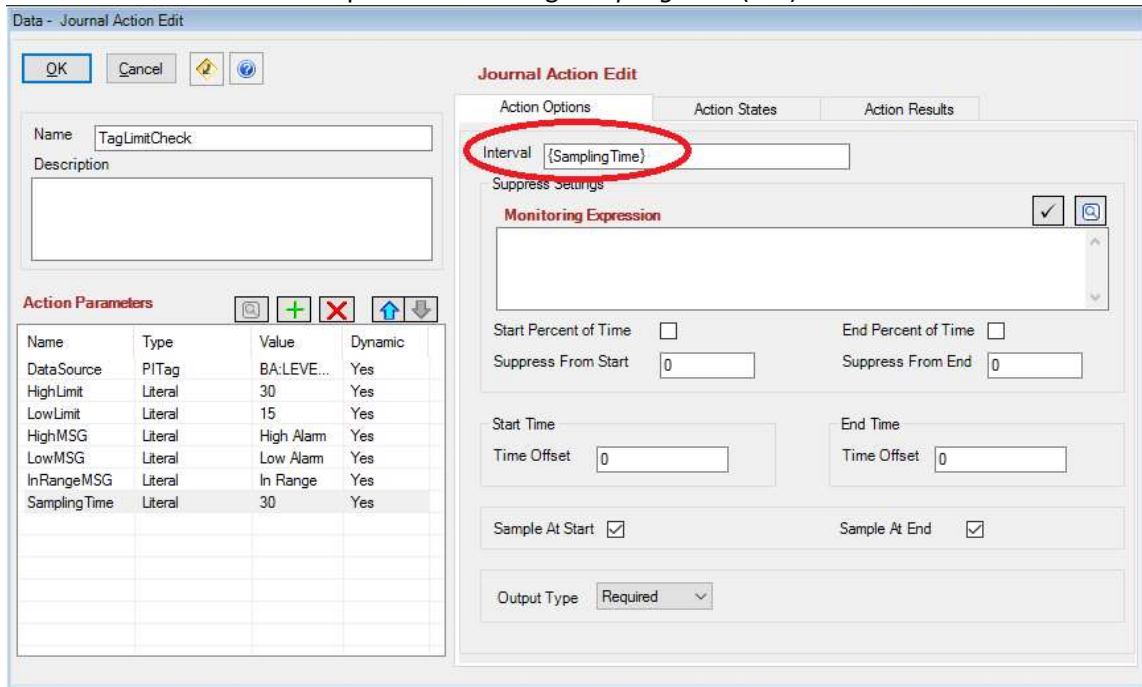 Data - Journal Action Edit
OK Cancel
Name TagLimitCheck
Description
Action Parameters
Name Type Value Dynamic
DataSource PITag BA:LEVE... Yes
HighLimit Literal 30 Yes
LowLimit Literal 15 Yes
HighMSG Literal High Alarm Yes
LowMSG Literal Low Alarm Yes
InRangeMSG Literal In Range Yes
SamplingTime Literal 30 Yes
Journal Action Edit
Action Options Action States Action Results
Interval {SamplingTime}
Suppress Settings
Monitoring Expression
Start Percent of Time End Percent of Time
Suppress From Start 0 Suppress From End 0
Start Time End Time
Time Offset 0 Time Offset 0
Sample At Start Sample At End
Output Type Required